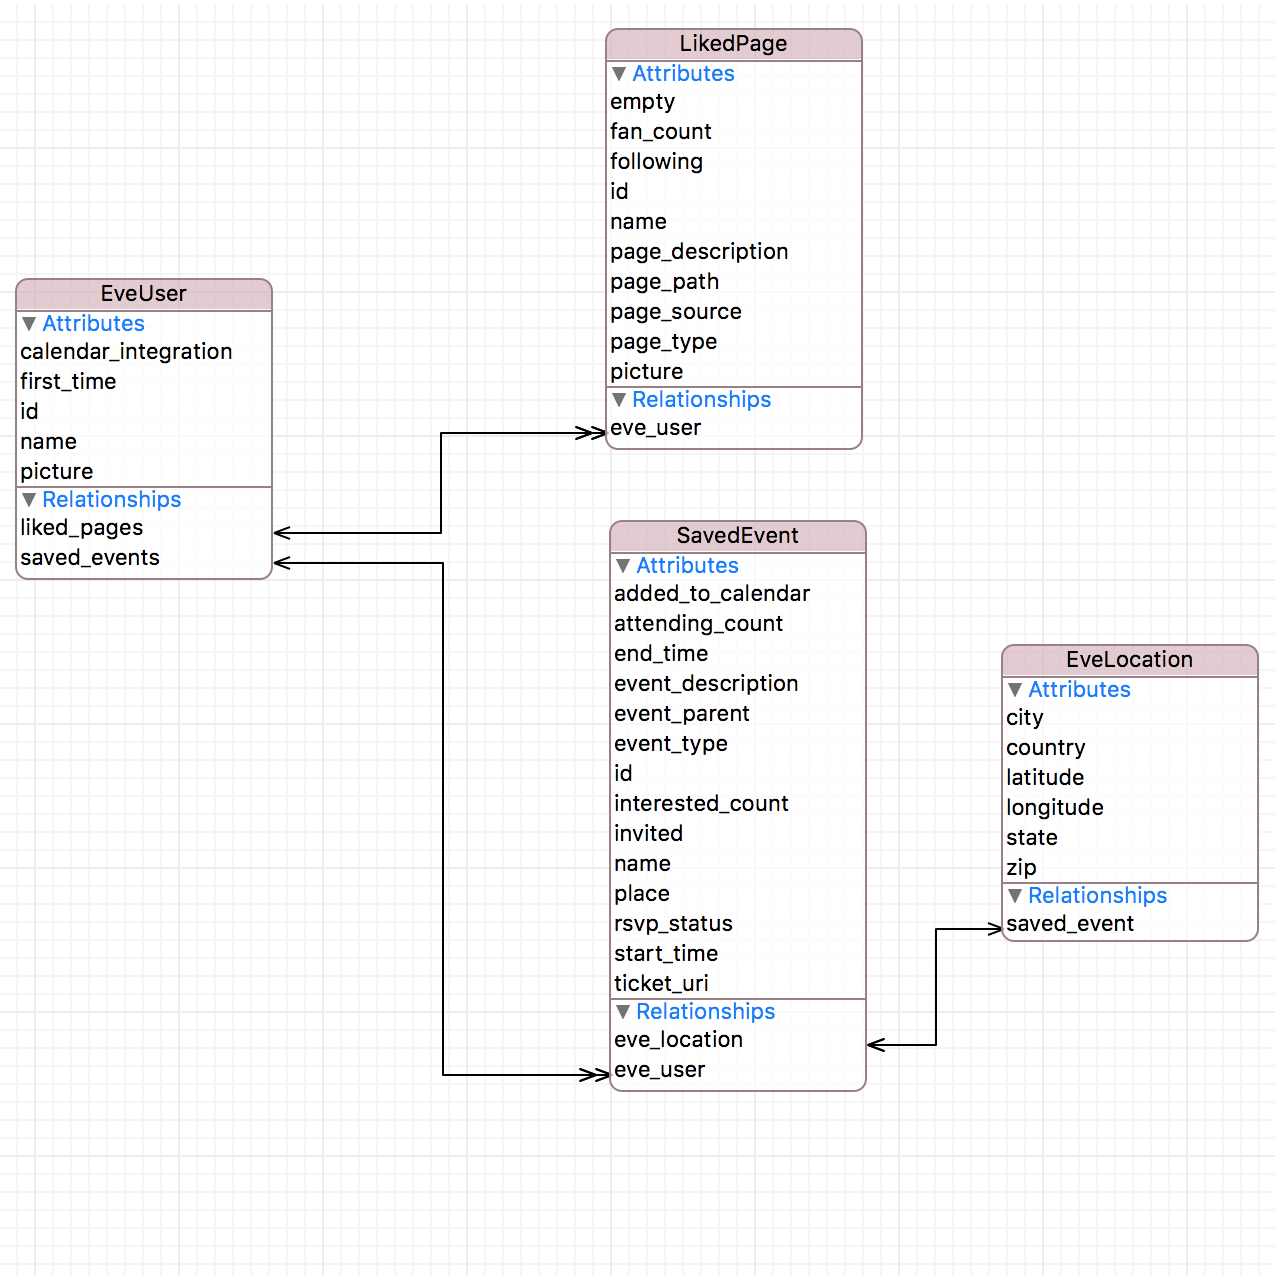 LikedPage
Attributes
empty
fan_count
following
id
name
page_description
page_path
page_source
page_type
picture
Relationships
eve_user
EveUser
Attributes
calendar_integration
first_time
id
name
picture
Relationships
liked_pages
saved_events
SavedEvent
Attributes
added_to_calendar
attending_count
end_time
event_description
event_parent
event_type
id
interested_count
invited
name
place
rsvp_status
start_time
ticket_uri
Relationships
eve_location
eve_user
EveLocation
Attributes
city
country
latitude
longitude
state
zip
Relationships
saved_event